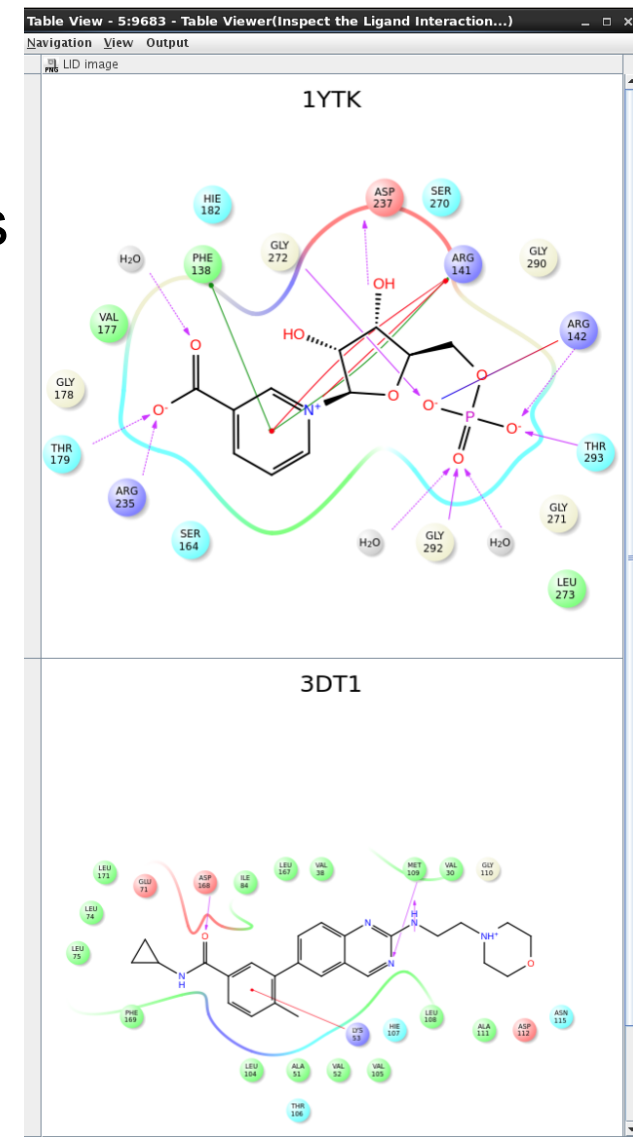 Table View - 5:9683 - Table Viewer(Inspect the Ligand Interaction...)
Navigation View Output
PNG LID image
s
1YTK
HIE
182
ASP
237
SER
270
H₂O
PHE
138
GLY
272
ARG
141
GLY
290
OH
VAL
177
HO
ARG
142
O
O
GLY
178
O⁻
N⁺
O
O⁻
P
O⁻
THR
179
THR
293
O
ARG
235
SER
164
H₂O
GLY
292
H₂O
GLY
271
LEU
273
3DT1
LEU
171
GLU
71
ASP
168
ILE
84
LEU
167
VAL
38
MET
109
VAL
30
GLY
110
LEU
74
N
H
N
NH⁺
O
LEU
75
N
O
N
H
PHE
169
LYS
53
HIE
107
LEU
108
ALA
111
ASP
112
ASN
115
LEU
104
ALA
51
VAL
52
VAL
105
THR
106